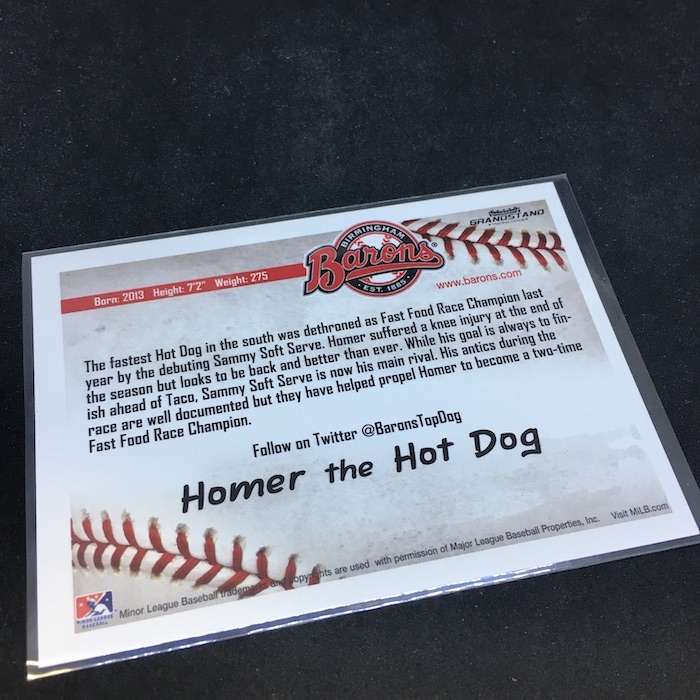 GRANDSTAND
BIRMINGHAM
Barons®
EST. 1885
www.barons.com
Born: 2013 Height: 7'2" Weight: 275
The fastest Hot Dog in the south was dethroned as Fast Food Race Champion last
year by the debuting Sammy Soft Serve. Homer suffered a knee injury at the end of
the season but looks to be back and better than ever. While his goal is always to fin-
ish ahead of Taco, Sammy Soft Serve is now his main rival. His antics during the
race are well documented but they have helped propel Homer to become a two-time
Fast Food Race Champion.
Follow on Twitter @BaronsTopDog
Homer the Hot Dog
MINOR LEAGUE
BASEBALL
Minor League Baseball trademarks and copyrights are used with permission of Major League Baseball Properties, Inc. Visit MiLB.com